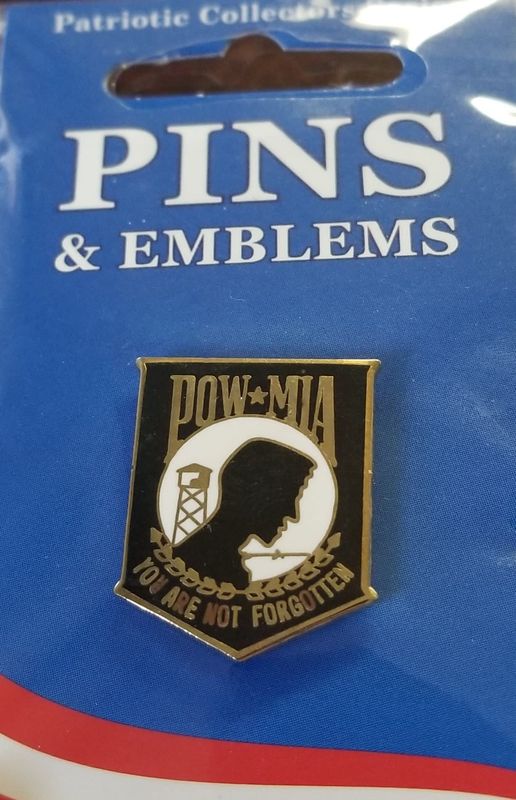 Patriotic Collectors
PINS
& EMBLEMS
POW★MIA
YOU ARE NOT FORGOTTEN